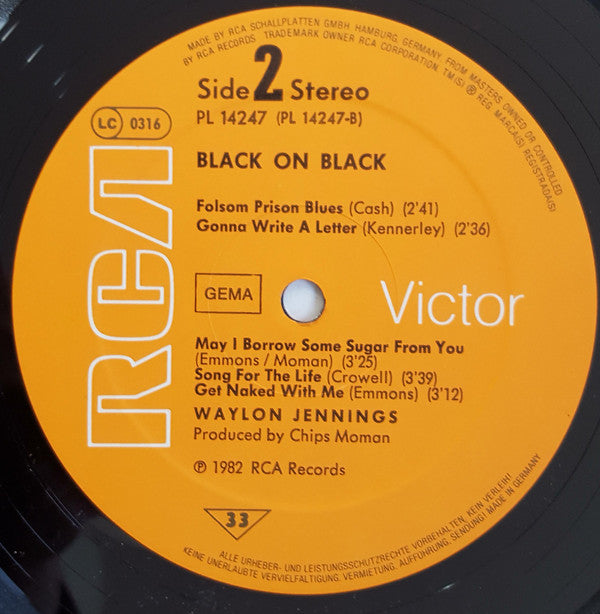 MADE BY RCA SCHALLPLATTEN GMBH, HAMBURG, GERMANY, FROM MASTERS OWNED OR CONTROLLED
BY RCA RECORDS TRADEMARK OWNER RCA CORPORATION. TM(S) ® REG. MARCA(S) REGISTRADA(S)
Side 2 Stereo
PL 14247 (PL 14247-B)
LC 0316
BLACK ON BLACK
Folsom Prison Blues (Cash) (2'41)
Gonna Write A Letter (Kennerley) (2'36)
RCA
GEMA
Victor
May I Borrow Some Sugar From You
(Emmons / Moman) (3'25)
Song For The Life (Crowell) (3'39)
Get Naked With Me (Emmons) (3'12)
WAYLON JENNINGS
Produced by Chips Moman
℗ 1982 RCA Records
33
ALLE URHEBER- UND LEISTUNGSSCHUTZRECHTE VORBEHALTEN. KEIN VERLEIH!
KEINE UNERLAUBTE VERVIELFÄLTIGUNG, VERMIETUNG, AUFFÜHRUNG, SENDUNG! MADE IN GERMANY